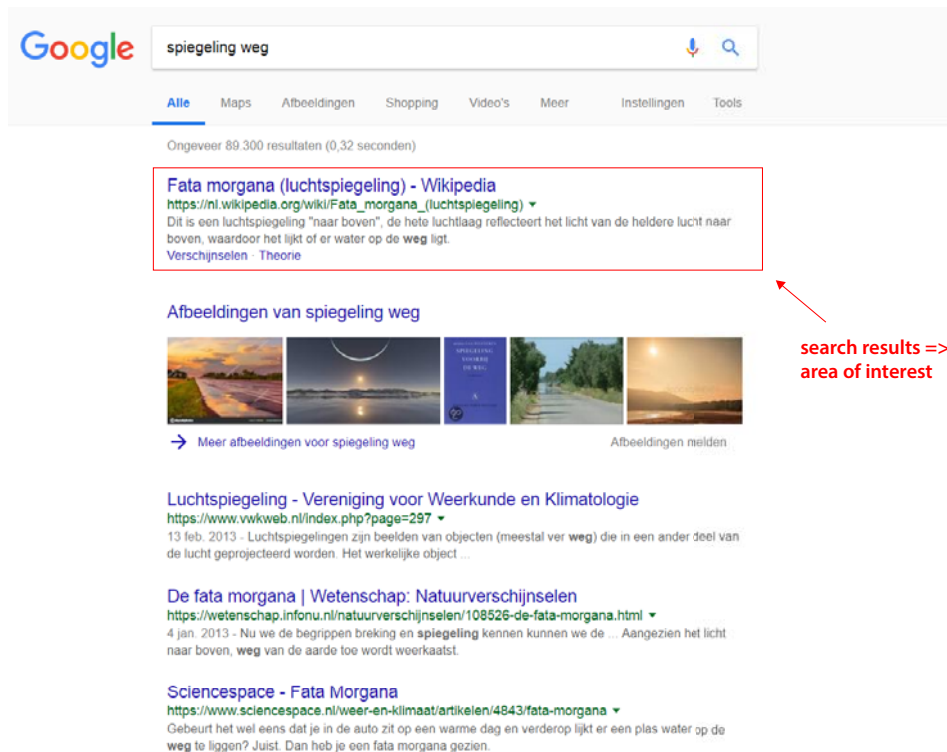 Google
spiegeling weg
Alle Maps Afbeeldingen Shopping Video's Meer Instellingen Tools
Ongeveer 89.300 resultaten (0,32 seconden)
Fata morgana (luchtspiegeling) - Wikipedia
https://nl.wikipedia.org/wiki/Fata_morgana_(luchtspiegeling)
Dit is een luchtspiegeling "naar boven", de hete luchtlaag reflecteert het licht van de heldere lucht naar
boven, waardoor het lijkt of er water op de weg ligt.
Verschijnselen · Theorie
Afbeeldingen van spiegeling weg
SPIEGELING
VOORBIJ
DE WEG
search results =>
area of interest
Meer afbeeldingen voor spiegeling weg
Afbeeldingen melden
Luchtspiegeling - Vereniging voor Weerkunde en Klimatologie
https://www.vwkweb.nl/index.php?page=297
13 feb. 2013 - Luchtspiegelingen zijn beelden van objecten (meestal ver weg) die in een ander deel van
de lucht geprojecteerd worden. Het werkelijke object ...
De fata morgana | Wetenschap: Natuurverschijnselen
https://wetenschap.infonu.nl/natuurverschijnselen/108526-de-fata-morgana.html
4 jan. 2013 - Nu we de begrippen breking en spiegeling kennen kunnen we de ... Aangezien het licht
naar boven, weg van de aarde toe wordt weerkaatst.
Sciencespace - Fata Morgana
https://www.sciencespace.nl/weer-en-klimaat/artikelen/4843/fata-morgana
Gebeurt het wel eens dat je in de auto zit op een warme dag en verderop lijkt er een plas water op de
weg te liggen? Juist. Dan heb je een fata morgana gezien.